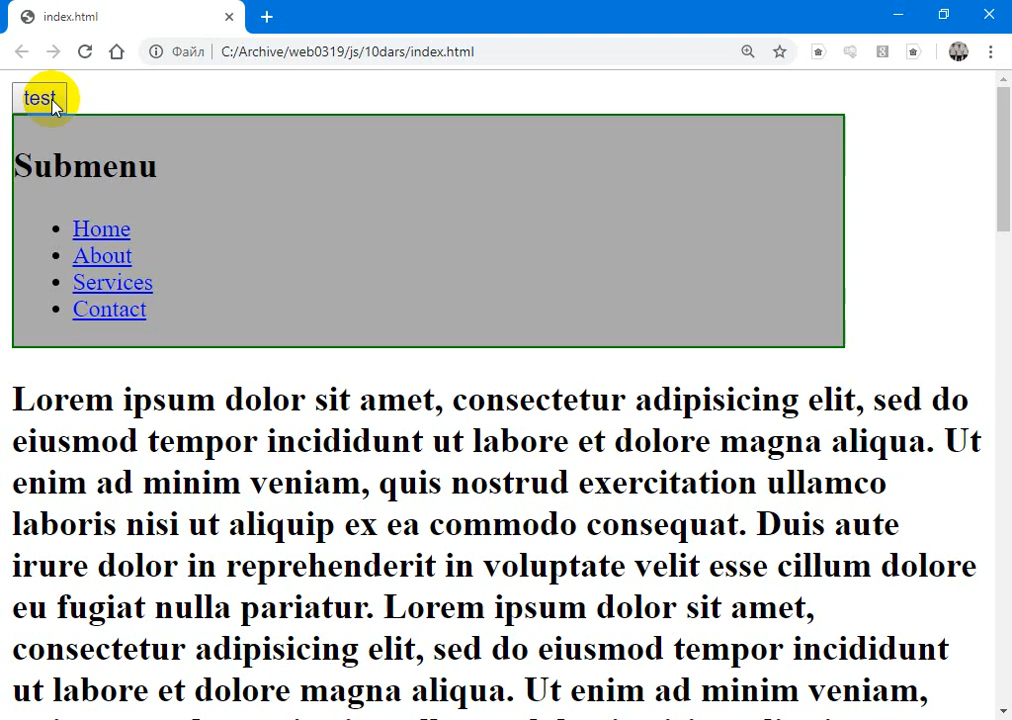 index.html
Файл
C:/Archive/web0319/js/10dars/index.html
test
Submenu
Home
About
Services
Contact
Lorem ipsum dolor sit amet, consectetur adipisicing elit, sed do
eiusmod tempor incididunt ut labore et dolore magna aliqua. Ut
enim ad minim veniam, quis nostrud exercitation ullamco
laboris nisi ut aliquip ex ea commodo consequat. Duis aute
irure dolor in reprehenderit in voluptate velit esse cillum dolore
eu fugiat nulla pariatur. Lorem ipsum dolor sit amet,
consectetur adipisicing elit, sed do eiusmod tempor incididunt
ut labore et dolore magna aliqua. Ut enim ad minim veniam,